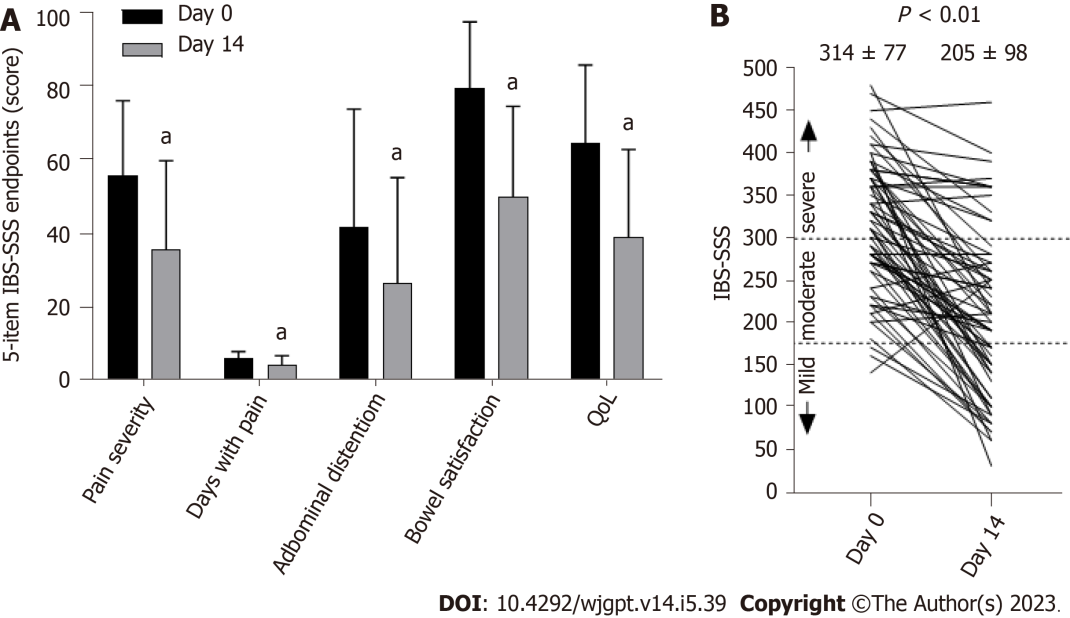 A
5-item IBS-SSS endpoints (score)
100
80
60
40
20
0
Day 0
Day 14
a
a
a
a
a
Pain severity
Days with pain
Adbominal distentiom
Bowel satisfaction
QoL
B
P < 0.01
314 ± 77 205 ± 98
IBS-SSS
500
450
400
350
300
250
200
150
100
50
0
Mild moderate severe
Day 0
Day 14
DOI: 10.4292/wjgpt.v14.i5.39 Copyright ©The Author(s) 2023.